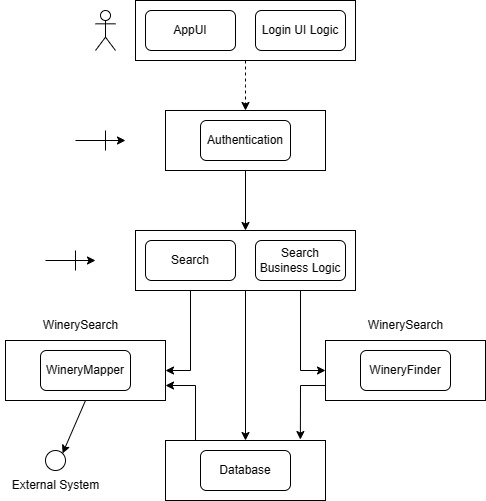 AppUI
Login UI Logic
Authentication
Search
Search
Business Logic
WinerySearch
WinerySearch
WineryMapper
WineryFinder
External System
Database